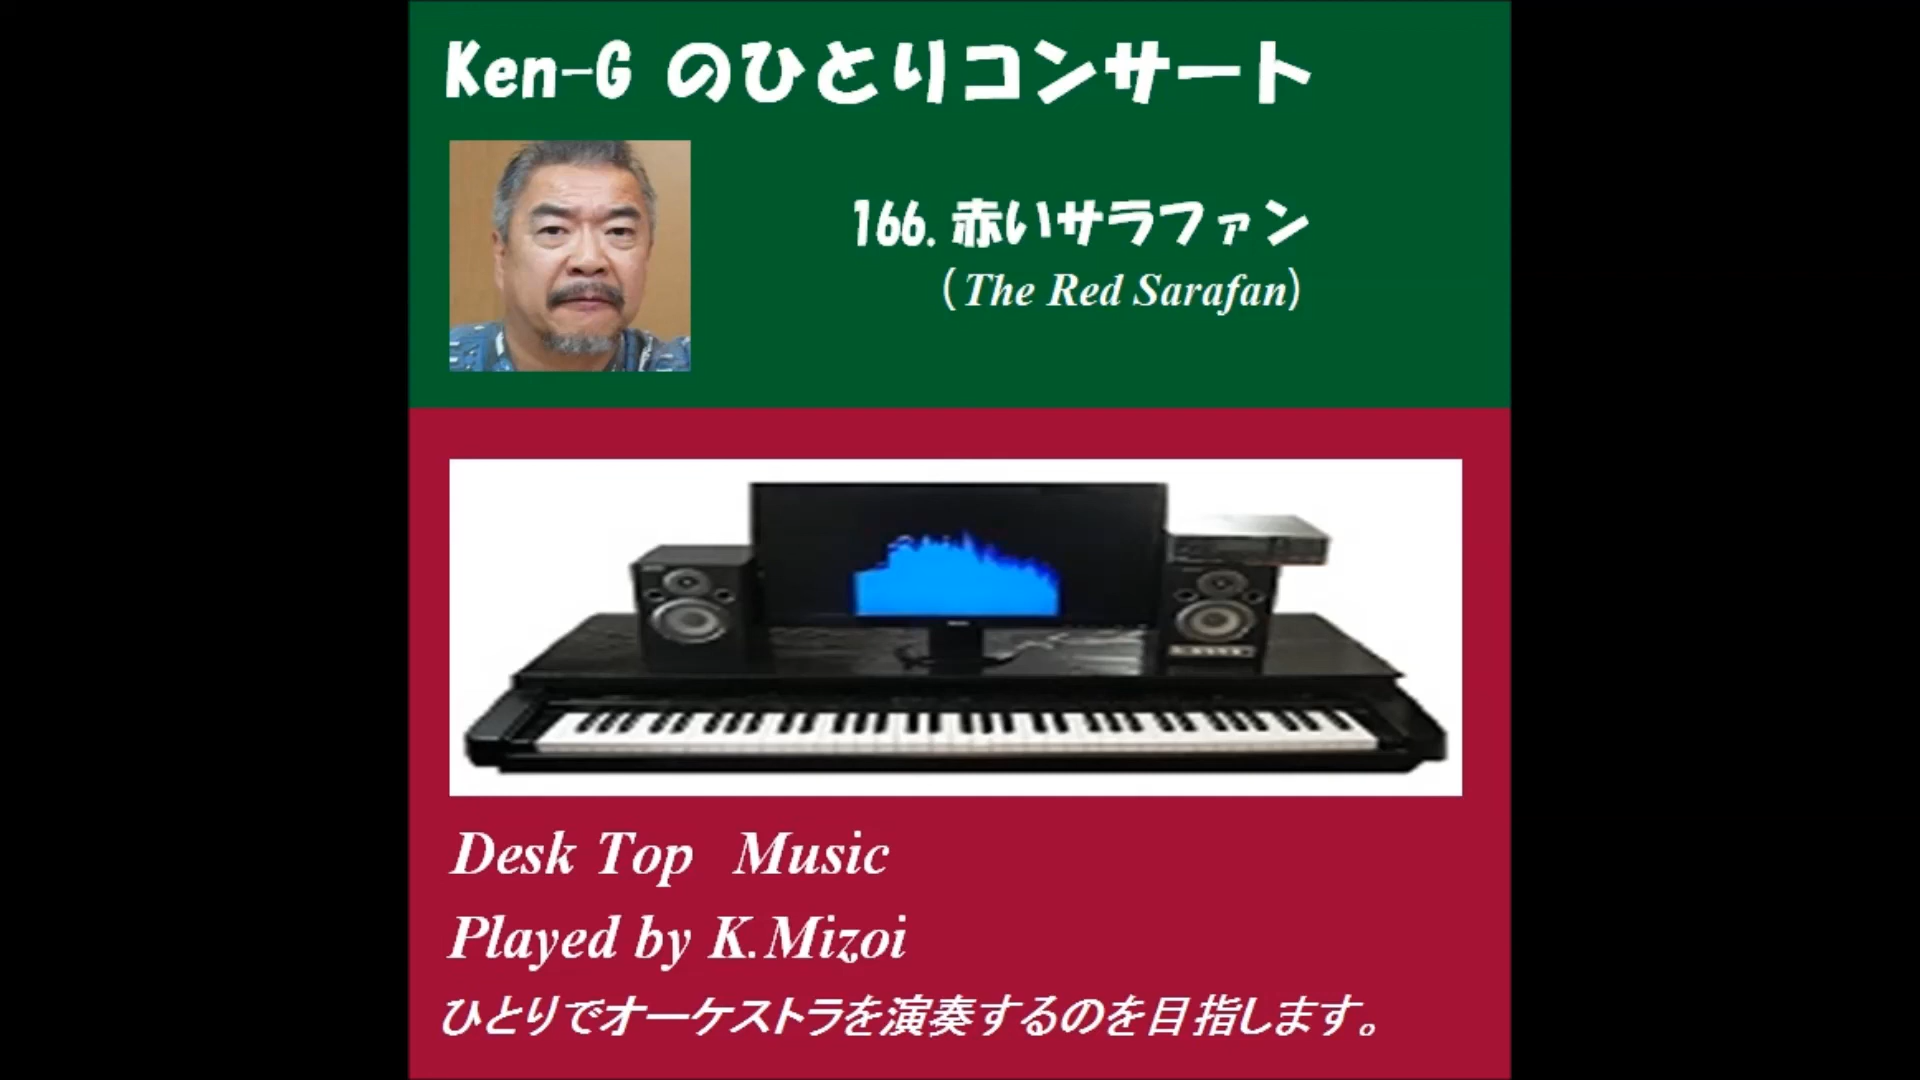 Ken-G のひとりコンサート
166. 赤いサラファン
(The Red Sarafan)
Desk Top Music
Played by K.Mizoi
ひとりでオーケストラを演奏するのを目指します。